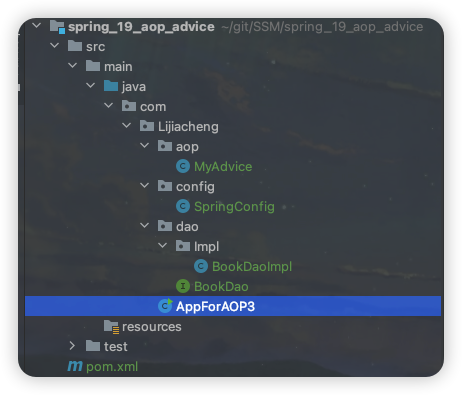 spring_19_aop_advice ~/git/SSM/spring_19_aop_advice
src
main
java
com
Lijiacheng
aop
MyAdvice
config
SpringConfig
dao
Impl
BookDaoImpl
BookDao
AppForAOP3
resources
test
pom.xml